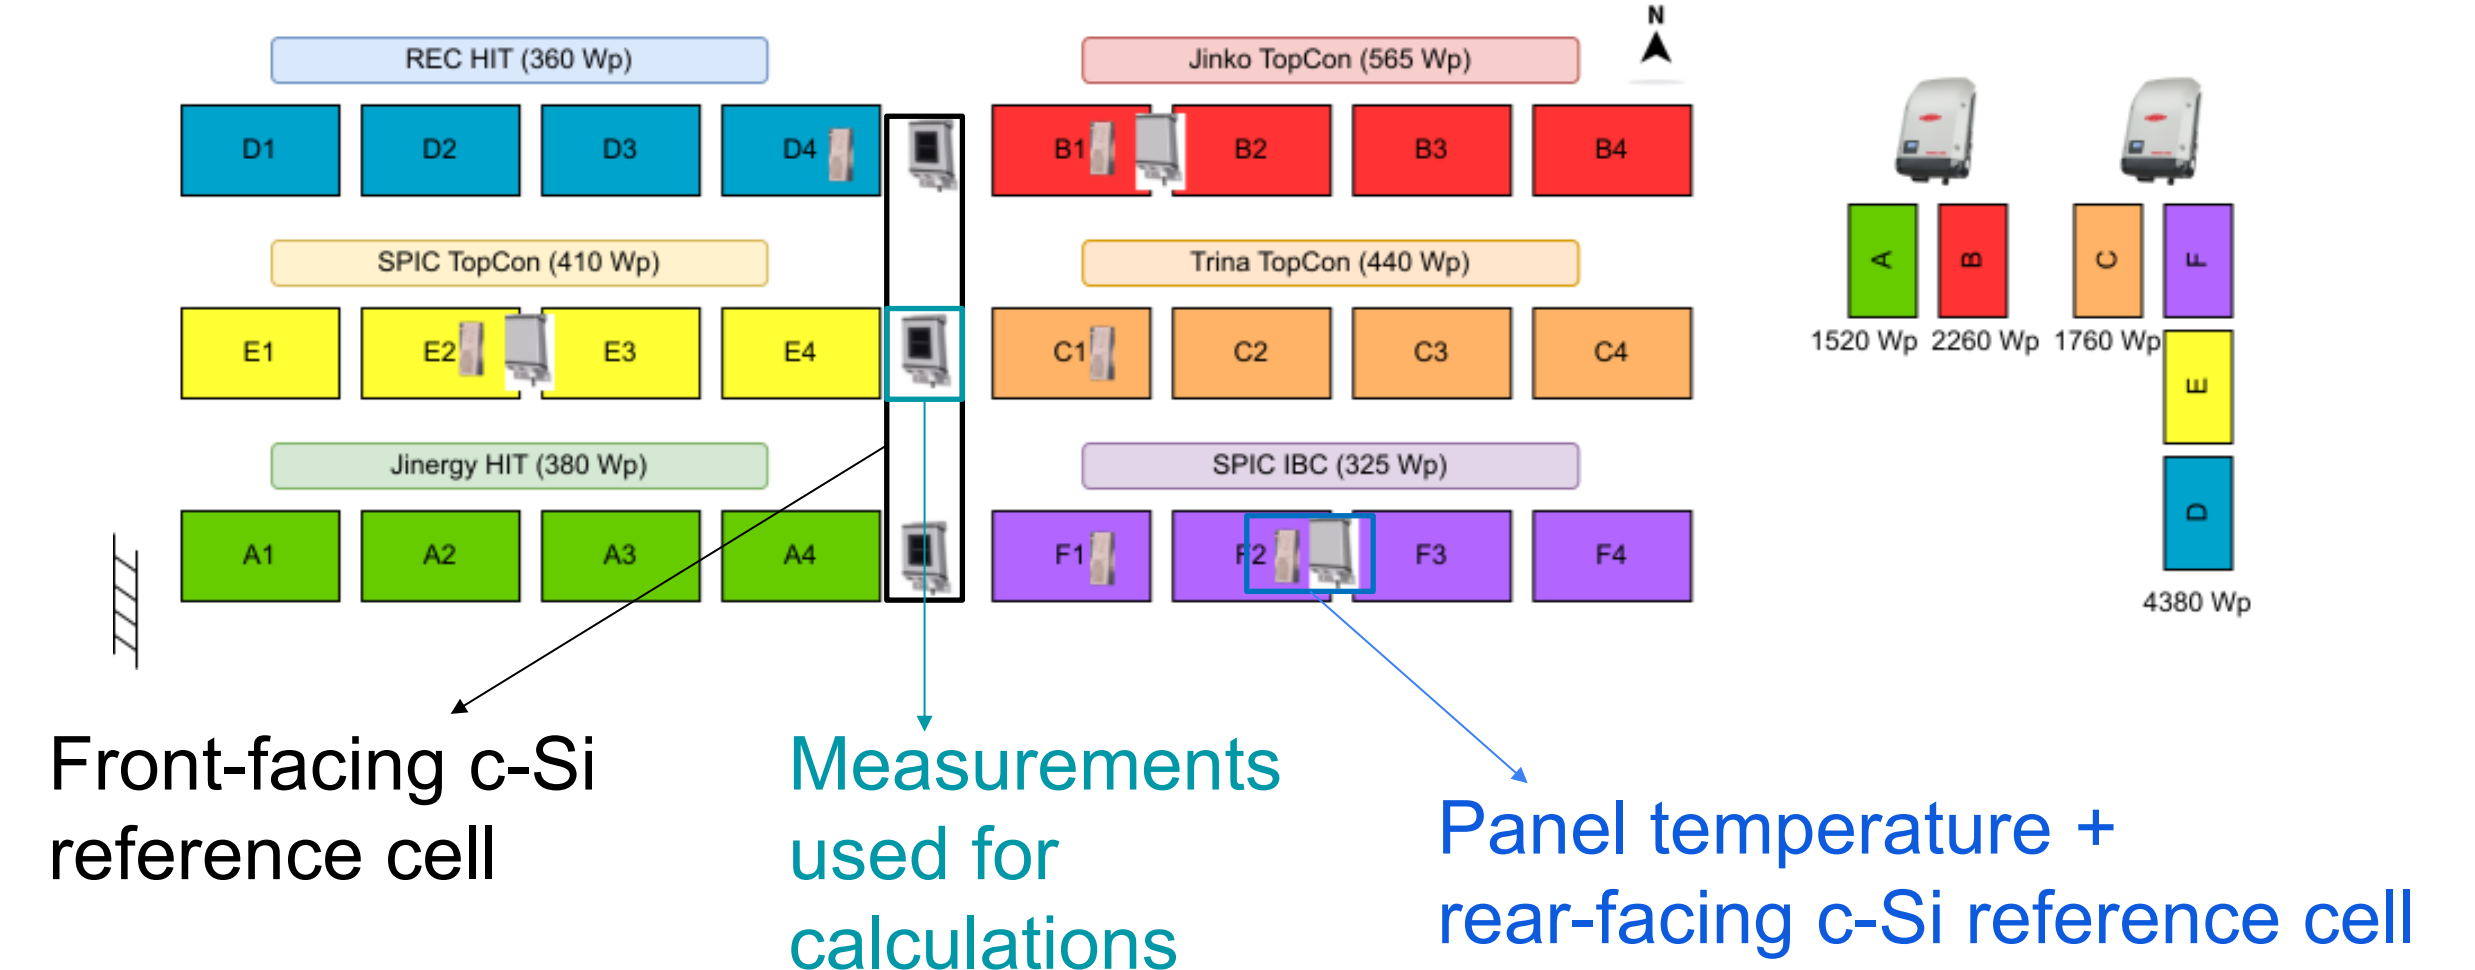 N
REC HIT (360 Wp)
Jinko TopCon (565 Wp)
D1 D2 D3 D4 B1 B2 B3 B4
SPIC TopCon (410 Wp)
Trina TopCon (440 Wp)
E1 E2 E3 E4 C1 C2 C3 C4
Jinergy HIT (380 Wp)
SPIC IBC (325 Wp)
A1 A2 A3 A4 F1 F2 F3 F4
A B C F
1520 Wp 2260 Wp 1760 Wp
E
D
4380 Wp
Front-facing c-Si
reference cell
Measurements
used for
calculations
Panel temperature +
rear-facing c-Si reference cell